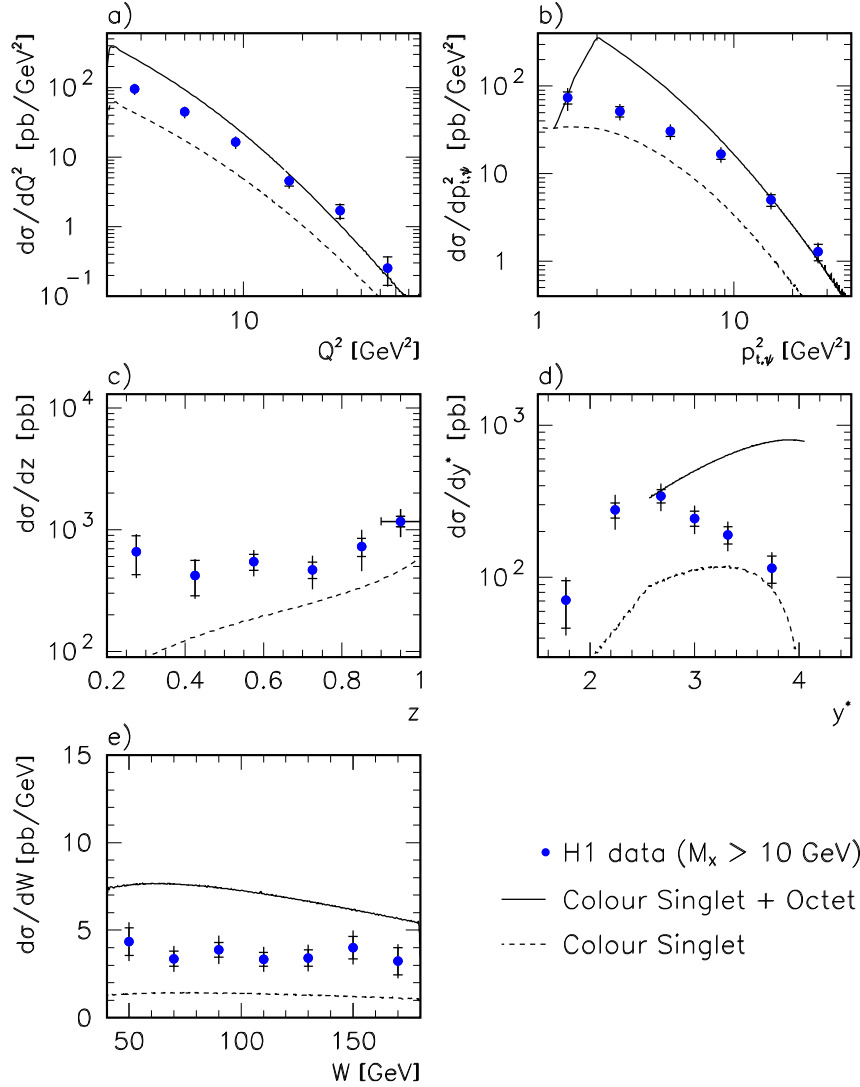 a)
dσ/dQ² [pb/GeV²]
10²
10
1
10⁻¹
10
Q² [GeV²]
b)
dσ/dp²t,ψ [pb/GeV²]
10²
10
1
1
10
p²t,ψ [GeV²]
c)
dσ/dz [pb]
10⁴
10³
10²
0.2 0.4 0.6 0.8 1
z
d)
dσ/dy* [pb]
10³
10²
2 3 4
y*
e)
dσ/dW [pb/GeV]
15
10
5
0
50 100 150
W [GeV]
H1 data (Mx > 10 GeV)
Colour Singlet + Octet
Colour Singlet